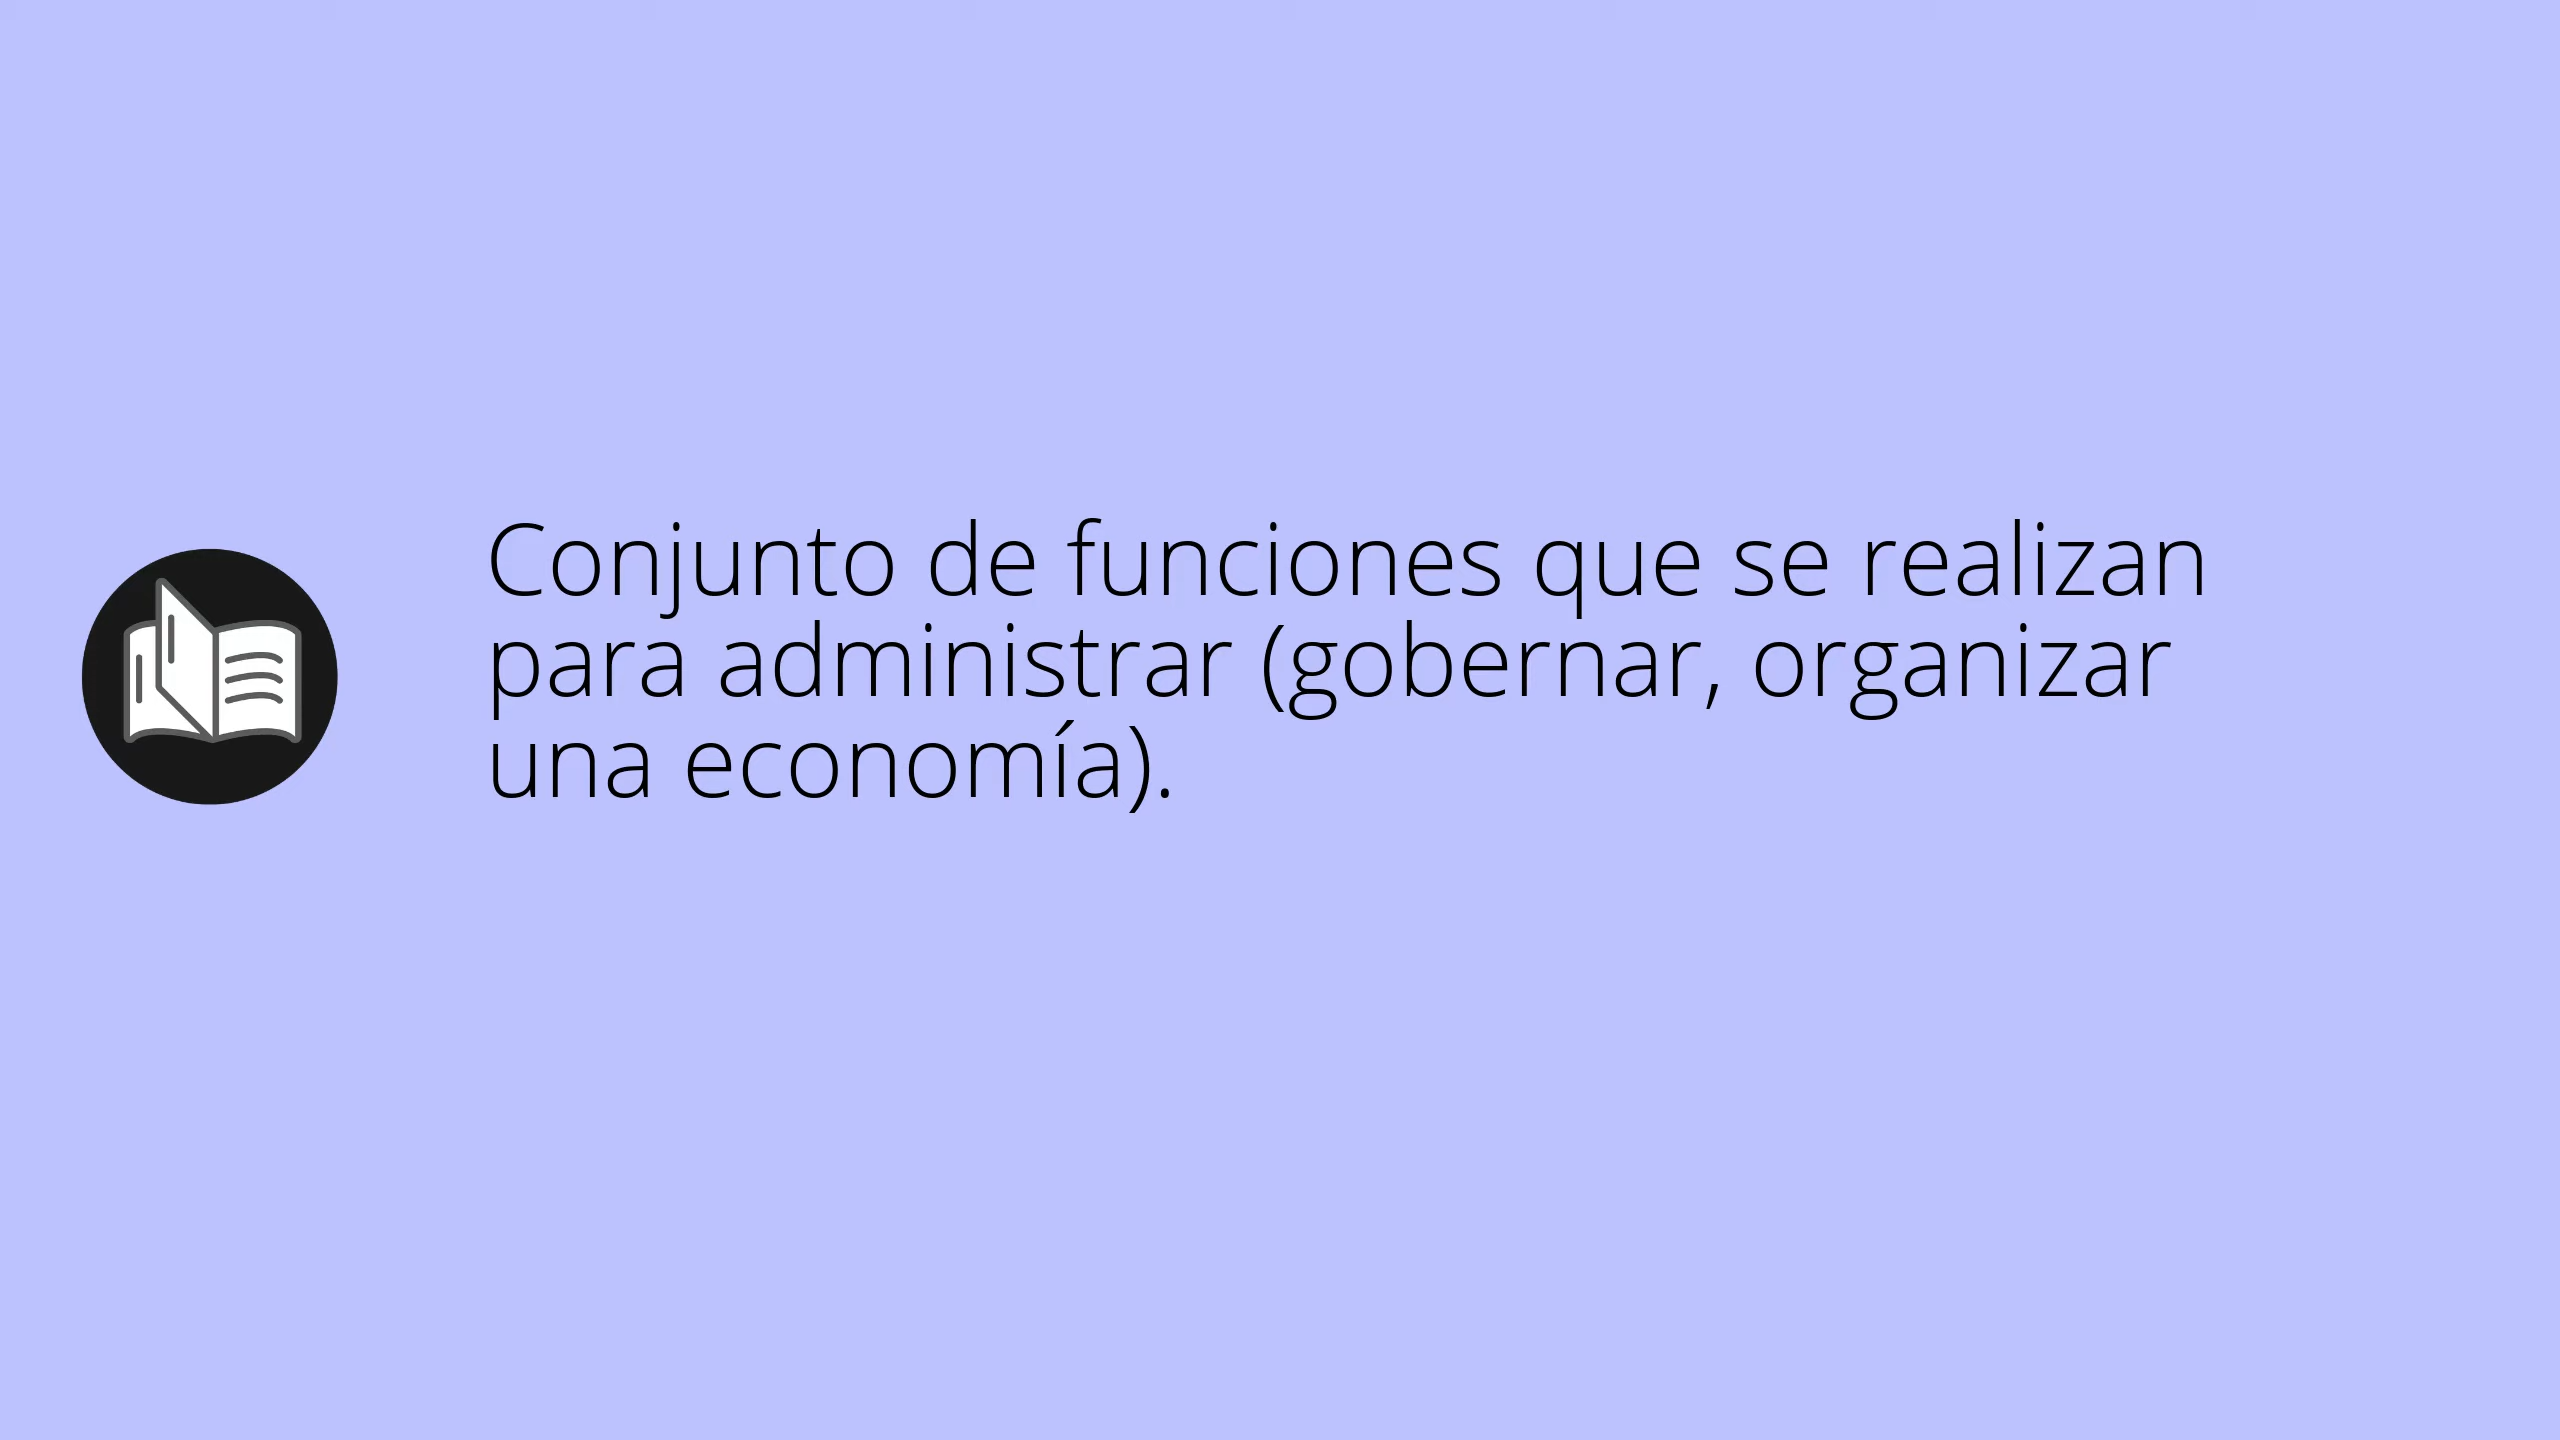 Conjunto de funciones que se realizan
para administrar (gobernar, organizar
una economía).